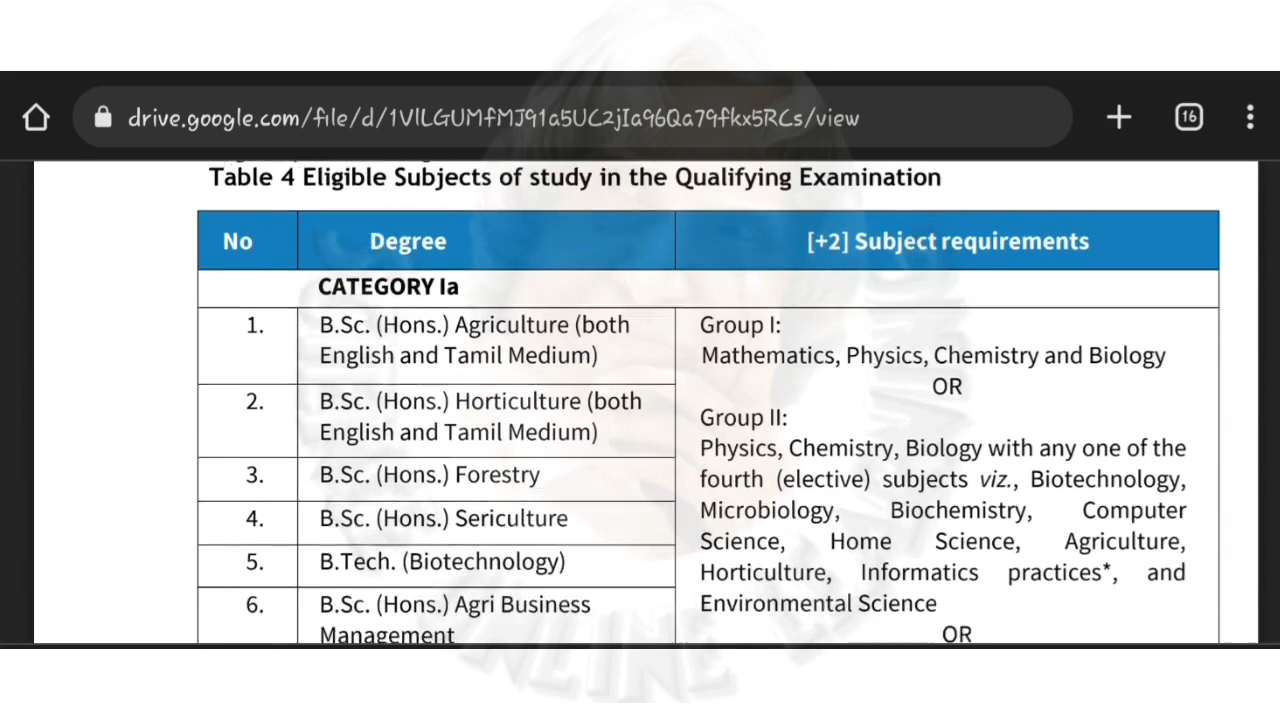 drive.google.com/file/d/1VlLGUMfMJ91a5UC2jIa96Qa79fkx5RCs/view
16
Table 4 Eligible Subjects of study in the Qualifying Examination
No
Degree
[+2] Subject requirements
CATEGORY Ia
1.
B.Sc. (Hons.) Agriculture (both
English and Tamil Medium)
2.
B.Sc. (Hons.) Horticulture (both
English and Tamil Medium)
3.
B.Sc. (Hons.) Forestry
4.
B.Sc. (Hons.) Sericulture
5.
B.Tech. (Biotechnology)
6.
B.Sc. (Hons.) Agri Business
Management
Group I:
Mathematics, Physics, Chemistry and Biology
OR
Group II:
Physics, Chemistry, Biology with any one of the
fourth (elective) subjects viz., Biotechnology,
Microbiology, Biochemistry, Computer
Science, Home Science, Agriculture,
Horticulture, Informatics practices*, and
Environmental Science
OR
ONLINE